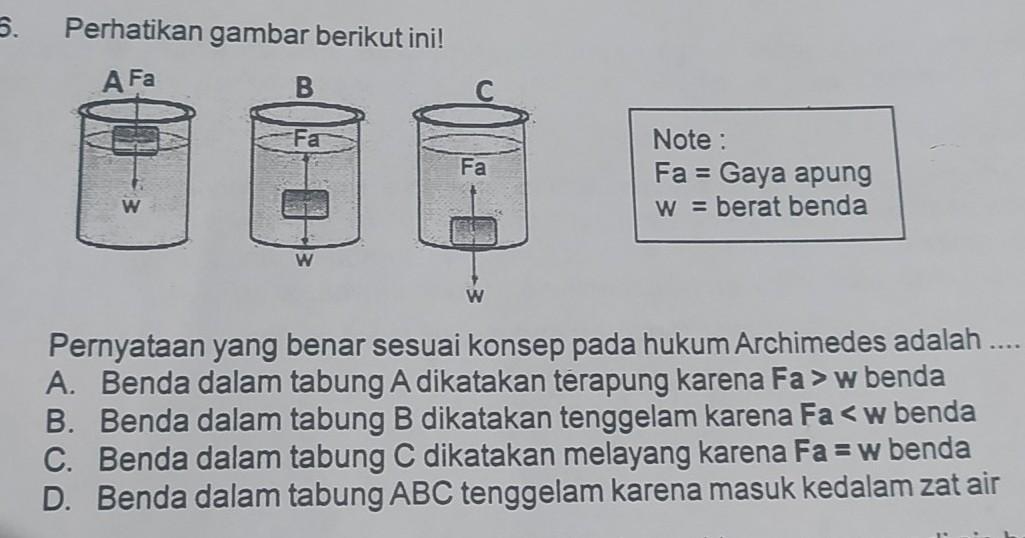 6. Perhatikan gambar berikut ini!
A Fa B C
Fa
Fa
w
w
w
Note :
Fa = Gaya apung
w = berat benda
Pernyataan yang benar sesuai konsep pada hukum Archimedes adalah ....
A. Benda dalam tabung A dikatakan terapung karena Fa > w benda
B. Benda dalam tabung B dikatakan tenggelam karena Fa < w benda
C. Benda dalam tabung C dikatakan melayang karena Fa = w benda
D. Benda dalam tabung ABC tenggelam karena masuk kedalam zat air